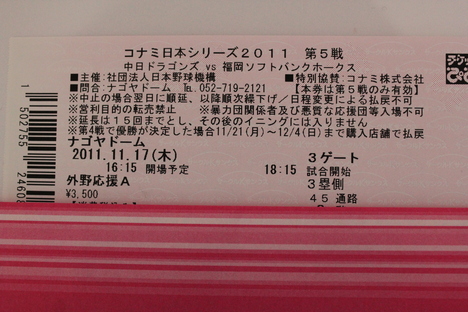 コナミ日本シリーズ2011 第5戦
中日ドラゴンズ vs 福岡ソフトバンクホークス
■主催：社団法人日本野球機構 ■特別協賛：コナミ株式会社
■問合：ナゴヤドーム TEL.052-719-2121 【本券は第5戦のみ有効】
※中止の場合翌日に順延、以降順次繰下げ／日程変更による払戻不可
※営利目的の転売禁止 ※暴力団関係者及び悪質な応援団等入場不可
※延長は15回までとし、その後のイニングには入りません
※第4戦で優勝が決定した場合11/21(月)～12/4(日)まで購入店舗で払戻
ナゴヤドーム 3ゲート
2011.11.17(木)
16:15 開場予定 18:15 試合開始
外野応援A 3塁側
¥3,500 45 通路